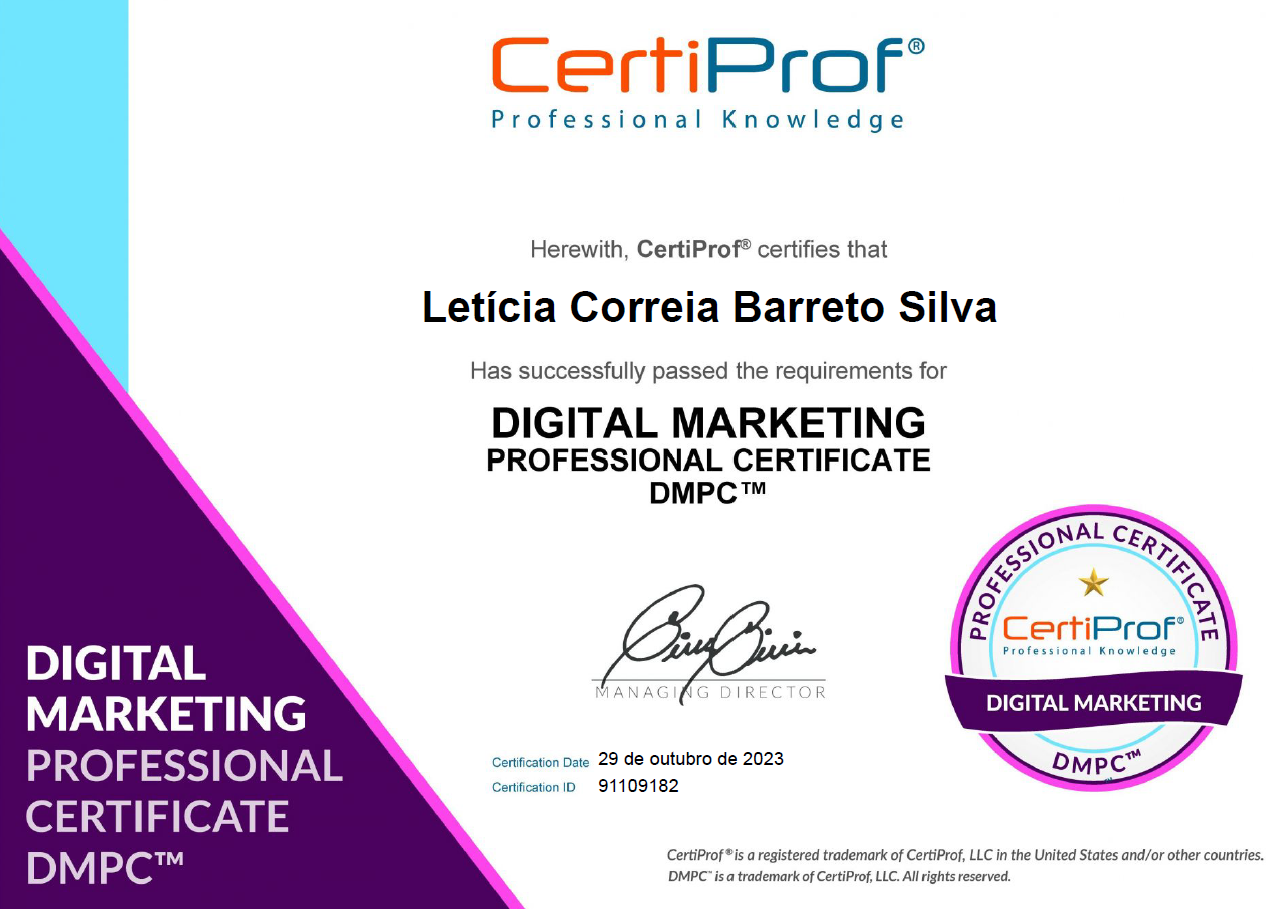 CertiProf®
Professional Knowledge
Herewith, CertiProf® certifies that
Letícia Correia Barreto Silva
Has successfully passed the requirements for
DIGITAL MARKETING
PROFESSIONAL CERTIFICATE
DMPC™
MANAGING DIRECTOR
Certification Date 29 de outubro de 2023
Certification ID 91109182
PROFESSIONAL CERTIFICATE
CertiProf®
Professional Knowledge
DIGITAL MARKETING
DMPC™
DIGITAL
MARKETING
PROFESSIONAL
CERTIFICATE
DMPC™
CertiProf® is a registered trademark of CertiProf, LLC in the United States and/or other countries.
DMPC™ is a trademark of CertiProf, LLC. All rights reserved.